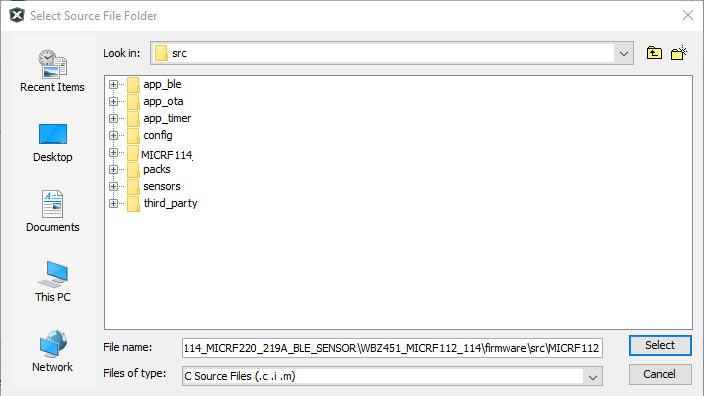 Select Source File Folder
Look in:
src
Recent Items
Desktop
Documents
This PC
Network
app_ble
app_ota
app_timer
config
MICRF114_
packs
sensors
third_party
File name:
114_MICRF220_219A_BLE_SENSOR\WBZ451_MICRF112_114\firmware\src\MICRF112
Select
Files of type:
C Source Files (.c .i .m)
Cancel